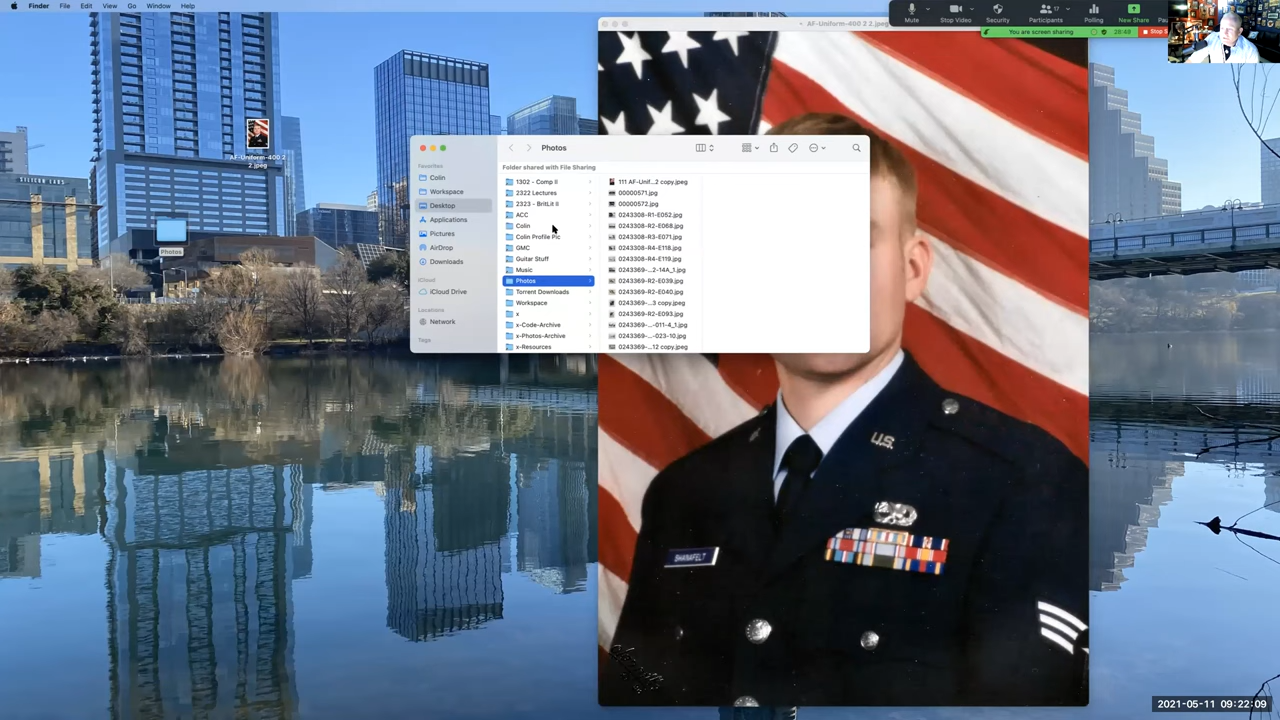 Finder File Edit View Go Window Help
AF-Uniform-400 2 2.jpeg
Mute Stop Video Security Participants 17 Polling New Share
You are screen sharing 28:48 Stop S
AF-Uniform-400 2
2.jpeg
Photos
SILICON LABS
Photos
Folder shared with File Sharing
Favorites
Colin
Workspace
Desktop
Applications
Pictures
AirDrop
Downloads
iCloud
iCloud Drive
Locations
Network
Tags
1302 - Comp II
2322 Lectures
2323 - BritLit II
ACC
Colin
Colin Profile Pic
GMC
Guitar Stuff
Music
Photos
Torrent Downloads
Workspace
x
x-Code-Archive
x-Photos-Archive
x-Resources
111 AF-Unif...2 copy.jpeg
00000571.jpg
00000572.jpg
0243308-R1-E052.jpg
0243308-R2-E068.jpg
0243308-R3-E071.jpg
0243308-R4-E118.jpg
0243308-R4-E119.jpg
0243369-...2-14A_1.jpg
0243369-R2-E039.jpg
0243369-R2-E040.jpg
0243369-...3 copy.jpeg
0243369-R2-E093.jpg
0243369-...-011-4_1.jpg
0243369-...-023-10.jpg
0243369-...12 copy.jpeg
U.S.
SHANAFELT
2021-05-11 09:22:09